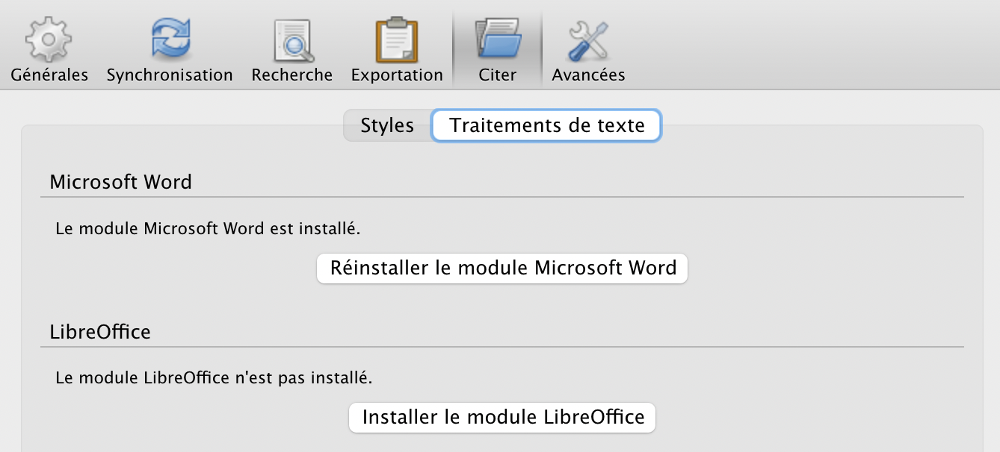 Générales Synchronisation Recherche Exportation Citer Avancées
Styles Traitements de texte
Microsoft Word
Le module Microsoft Word est installé.
Réinstaller le module Microsoft Word
LibreOffice
Le module LibreOffice n'est pas installé.
Installer le module LibreOffice